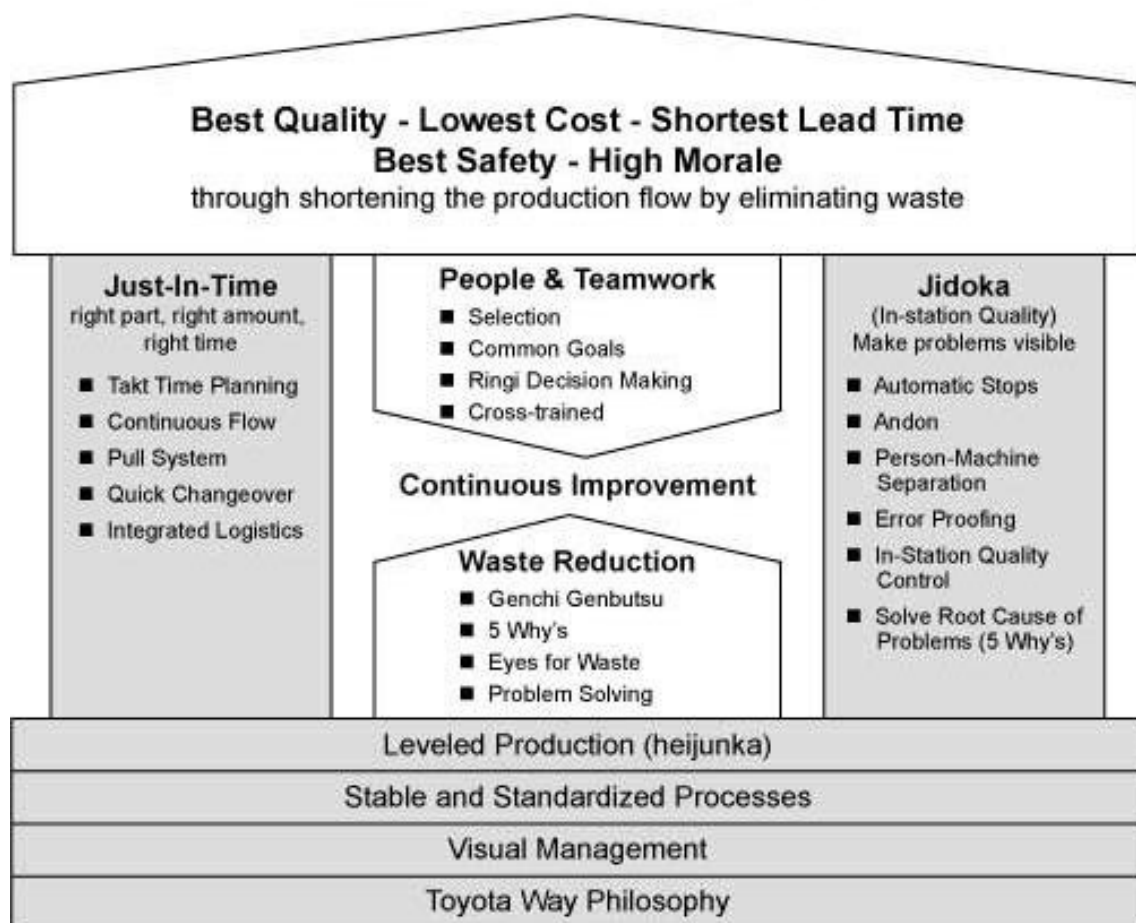 Best Quality - Lowest Cost - Shortest Lead Time
Best Safety - High Morale
through shortening the production flow by eliminating waste
Just-In-Time
right part, right amount,
right time
■ Takt Time Planning
■ Continuous Flow
■ Pull System
■ Quick Changeover
■ Integrated Logistics
People & Teamwork
■ Selection
■ Common Goals
■ Ringi Decision Making
■ Cross-trained
Continuous Improvement
Waste Reduction
■ Genchi Genbutsu
■ 5 Why's
■ Eyes for Waste
■ Problem Solving
Jidoka
(In-station Quality)
Make problems visible
■ Automatic Stops
■ Andon
■ Person-Machine
Separation
■ Error Proofing
■ In-Station Quality
Control
■ Solve Root Cause of
Problems (5 Why's)
Leveled Production (heijunka)
Stable and Standardized Processes
Visual Management
Toyota Way Philosophy